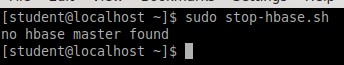 [student@localhost ~]$ sudo stop-hbase.sh
no hbase master found
[student@localhost ~]$